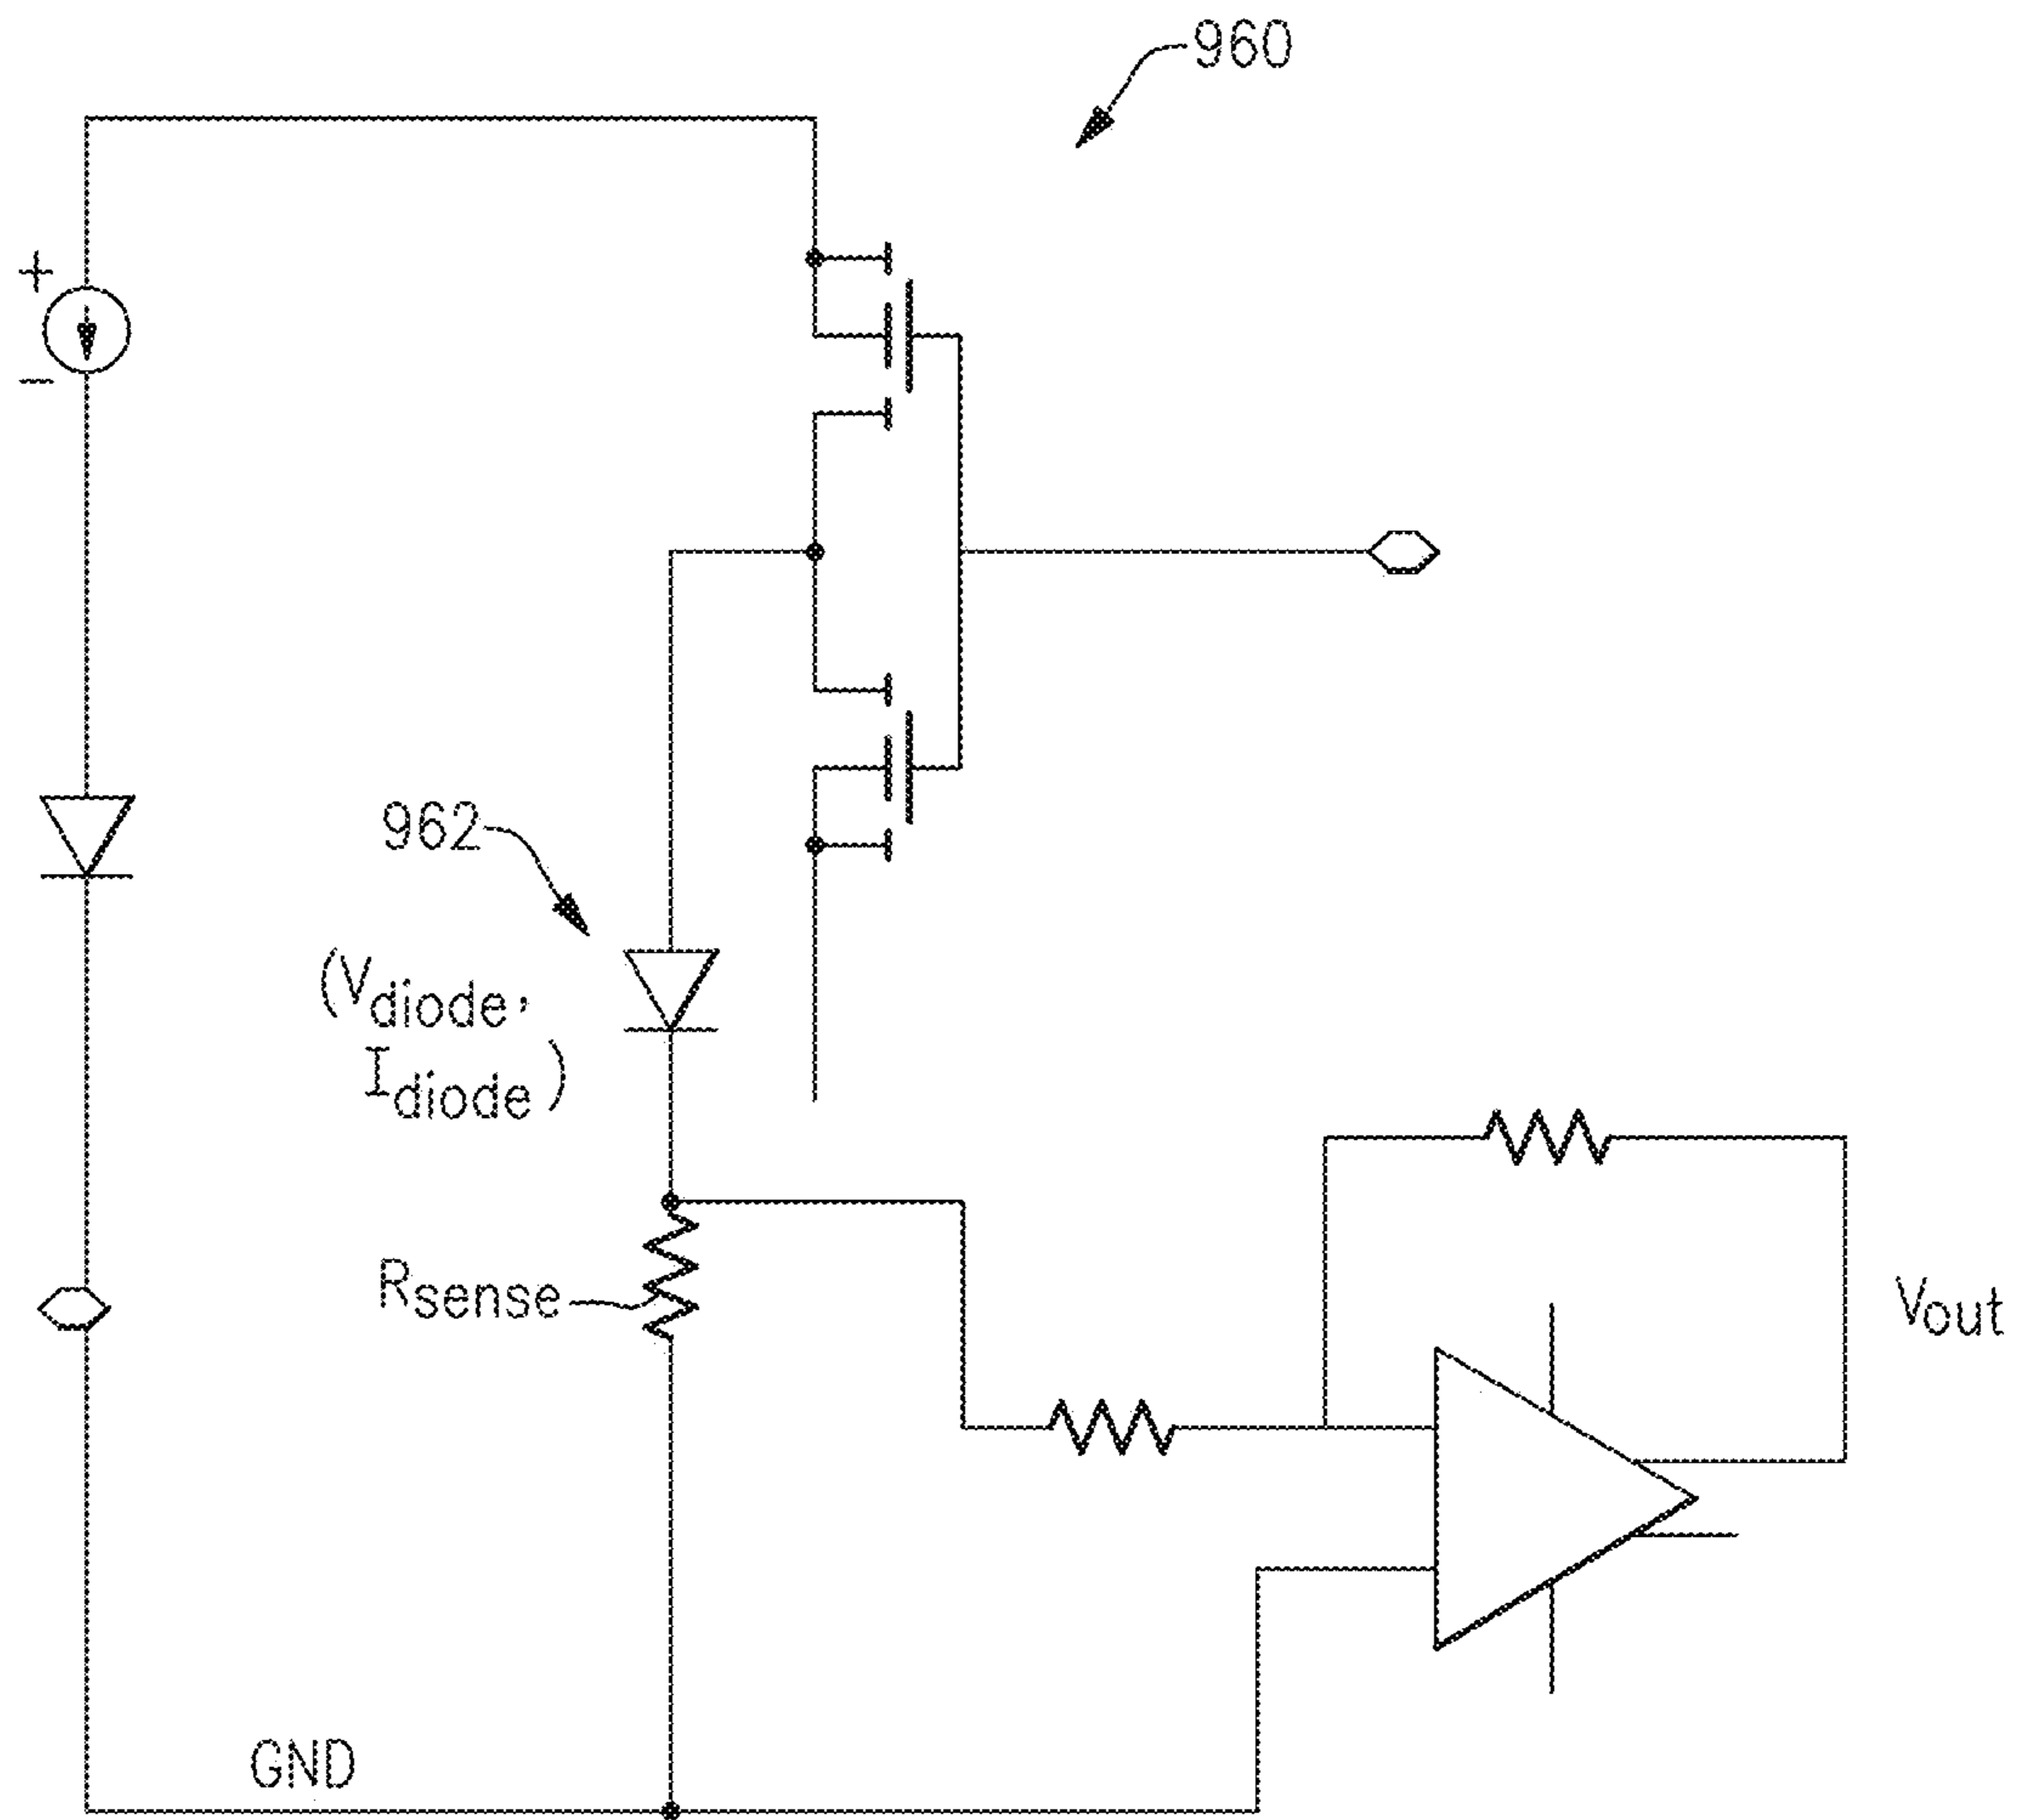 960
+
−
962
(Vdiode,
Idiode)
Rsense
Vout
GND